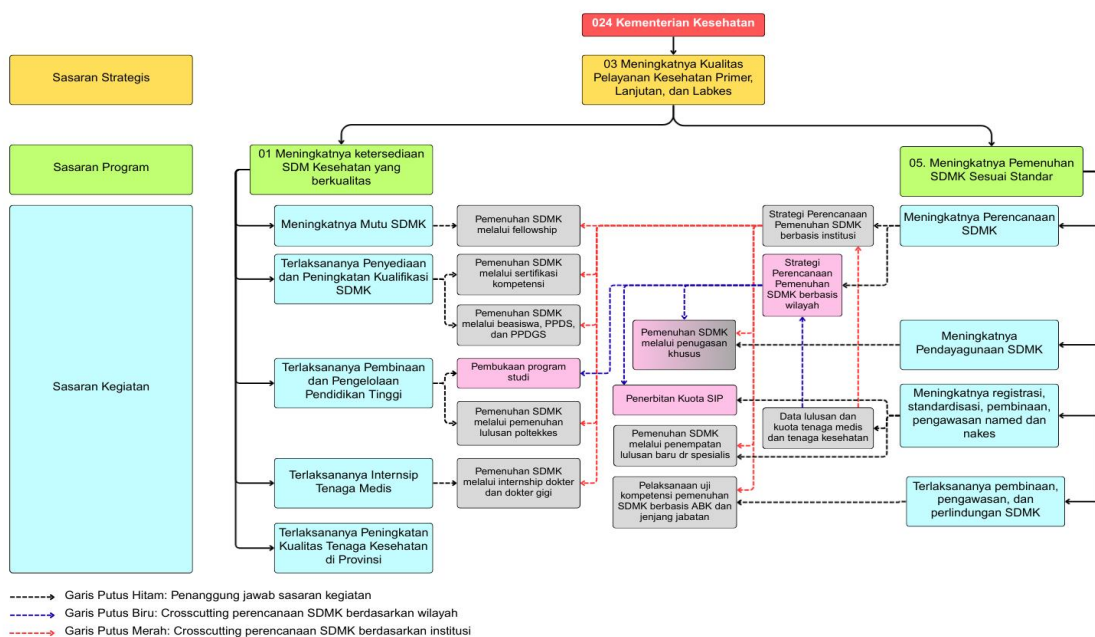 024 Kementerian Kesehatan
Sasaran Strategis
03 Meningkatnya Kualitas
Pelayanan Kesehatan Primer,
Lanjutan, dan Labkes
Sasaran Program
01 Meningkatnya ketersediaan
SDM Kesehatan yang
berkualitas
05. Meningkatnya Pemenuhan
SDMK Sesuai Standar
Sasaran Kegiatan
Meningkatnya Mutu SDMK
Terlaksananya Penyediaan
dan Peningkatan Kualifikasi
SDMK
Terlaksananya Pembinaan
dan Pengelolaan
Pendidikan Tinggi
Terlaksananya Internsip
Tenaga Medis
Terlaksananya Peningkatan
Kualitas Tenaga Kesehatan
di Provinsi
Pemenuhan SDMK
melalui fellowship
Pemenuhan SDMK
melalui sertifikasi
kompetensi
Pemenuhan SDMK
melalui beasiswa, PPDS,
dan PPDGS
Pembukaan program
studi
Pemenuhan SDMK
melalui pemenuhan
lulusan poltekkes
Pemenuhan SDMK
melalui internship dokter
dan dokter gigi
Strategi Perencanaan
Pemenuhan SDMK
berbasis institusi
Strategi
Perencanaan
Pemenuhan
SDMK berbasis
wilayah
Pemenuhan SDMK
melalui penugasan
khusus
Penerbitan Kuota SIP
Data lulusan dan
kuota tenaga medis
dan tenaga kesehatan
Pemenuhan SDMK
melalui penempatan
lulusan baru dr spesialis
Pelaksanaan uji
kompetensi pemenuhan
SDMK berbasis ABK dan
jenjang jabatan
Meningkatnya Perencanaan
SDMK
Meningkatnya
Pendayagunaan SDMK
Meningkatnya registrasi,
standardisasi, pembinaan,
pengawasan named dan
nakes
Terlaksananya pembinaan,
pengawasan, dan
perlindungan SDMK
Garis Putus Hitam: Penanggung jawab sasaran kegiatan
Garis Putus Biru: Crosscutting perencanaan SDMK berdasarkan wilayah
Garis Putus Merah: Crosscutting perencanaan SDMK berdasarkan institusi